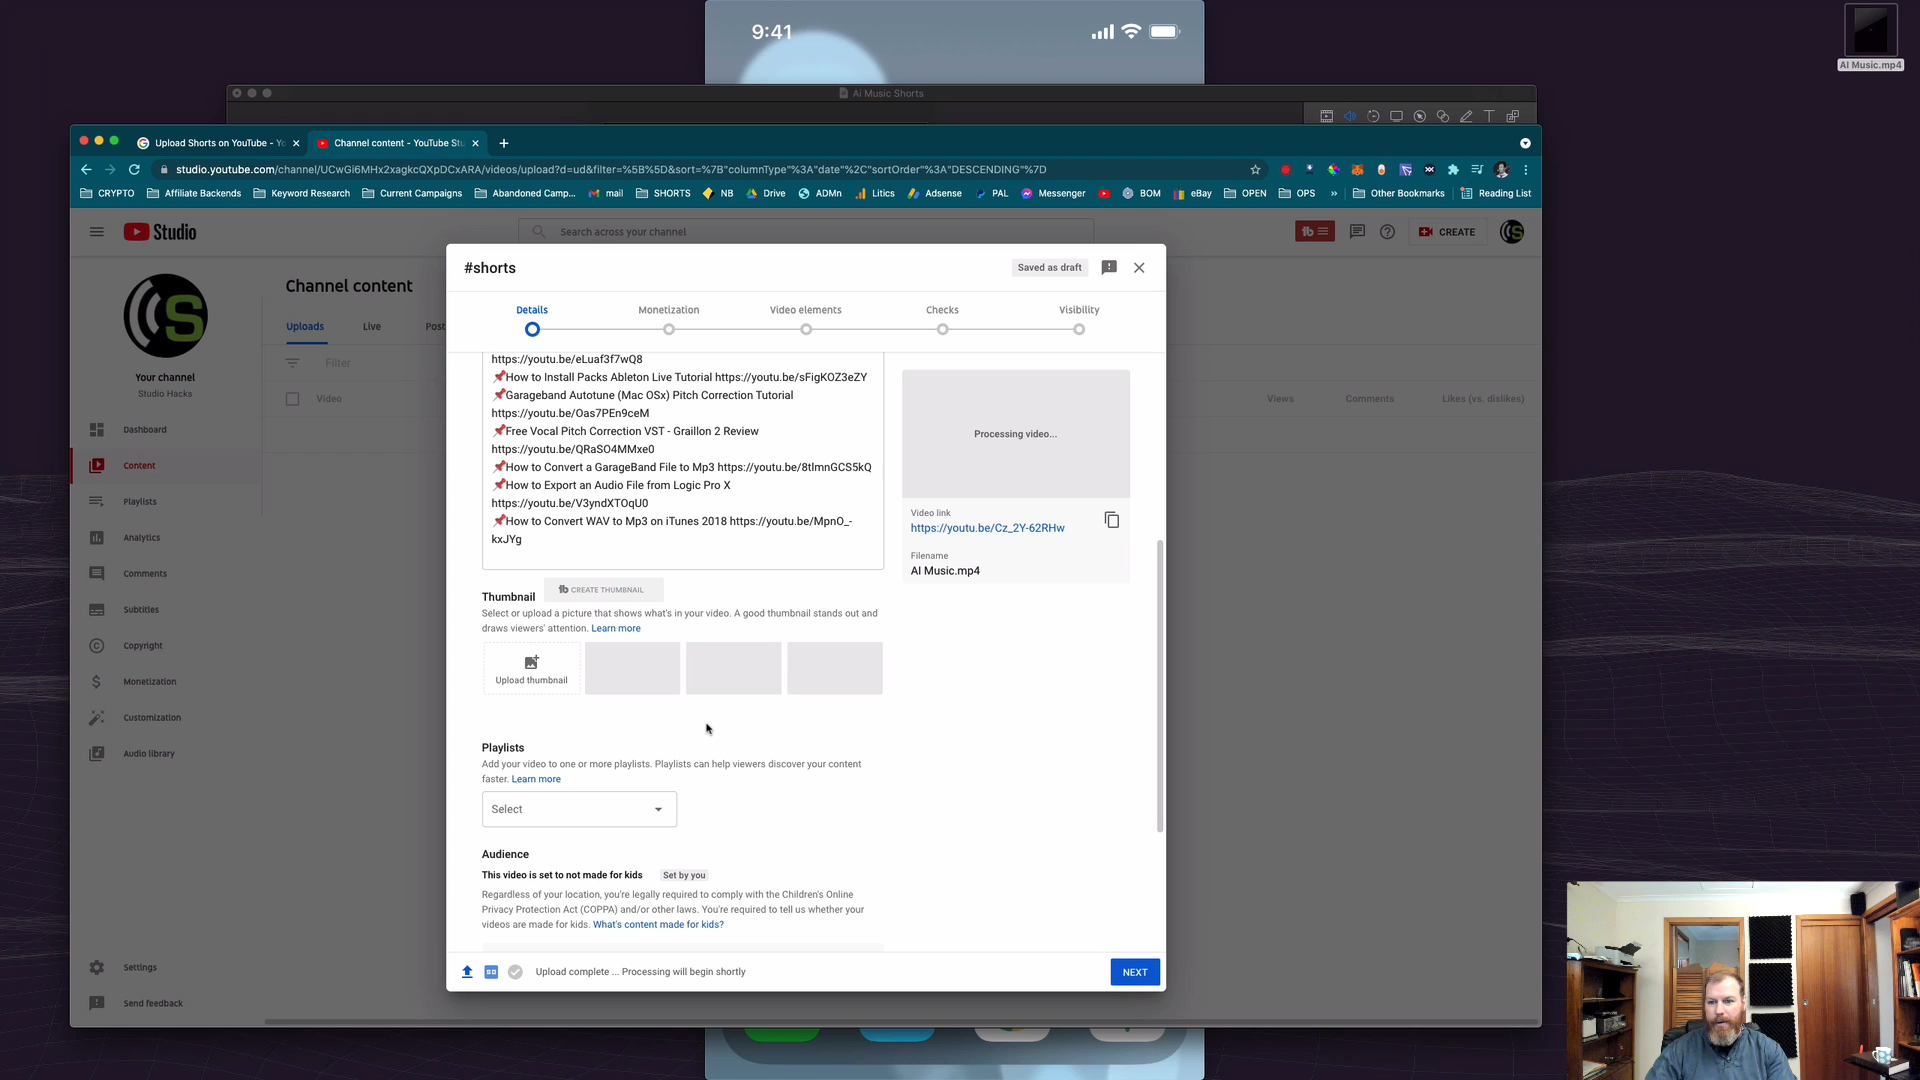 9:41
AI Music.mp4
Ai Music Shorts
Upload Shorts on YouTube - Yo
Channel content - YouTube Stu
studio.youtube.com/channel/UCwGi6MHx2xagkcQXpDCxARA/videos/upload?d=ud&filter=%5B%5D&sort=%7B"columnType"%3A"date"%2C"sortOrder"%3A"DESCENDING"%7D
CRYPTO Affiliate Backends Keyword Research Current Campaigns Abandoned Camp... mail SHORTS NB Drive ADMn Litics Adsense PAL Messenger BOM eBay OPEN OPS » Other Bookmarks Reading List
Studio
Search across your channel
CREATE
#shorts
Saved as draft
Channel content
Details Monetization Video elements Checks Visibility
Uploads Live Post
Filter
Your channel
Studio Hacks
Video
Views Comments Likes (vs. dislikes)
Dashboard
Content
Playlists
Analytics
Comments
Subtitles
Copyright
Monetization
Customization
Audio library
Settings
Send feedback
https://youtu.be/eLuaf3f7wQ8
📌How to Install Packs Ableton Live Tutorial https://youtu.be/sFigKOZ3eZY
📌Garageband Autotune (Mac OSx) Pitch Correction Tutorial
https://youtu.be/Oas7PEn9ceM
📌Free Vocal Pitch Correction VST - Graillon 2 Review
https://youtu.be/QRaSO4MMxe0
📌How to Convert a GarageBand File to Mp3 https://youtu.be/8tlmnGCS5kQ
📌How to Export an Audio File from Logic Pro X
https://youtu.be/V3yndXTOqU0
📌How to Convert WAV to Mp3 on iTunes 2018 https://youtu.be/MpnO_-
kxJYg
Processing video...
Video link
https://youtu.be/Cz_2Y-62RHw
Filename
AI Music.mp4
Thumbnail
CREATE THUMBNAIL
Select or upload a picture that shows what's in your video. A good thumbnail stands out and
draws viewers' attention. Learn more
Upload thumbnail
Playlists
Add your video to one or more playlists. Playlists can help viewers discover your content
faster. Learn more
Select
Audience
This video is set to not made for kids Set by you
Regardless of your location, you're legally required to comply with the Children's Online
Privacy Protection Act (COPPA) and/or other laws. You're required to tell us whether your
videos are made for kids. What's content made for kids?
Upload complete ... Processing will begin shortly
NEXT